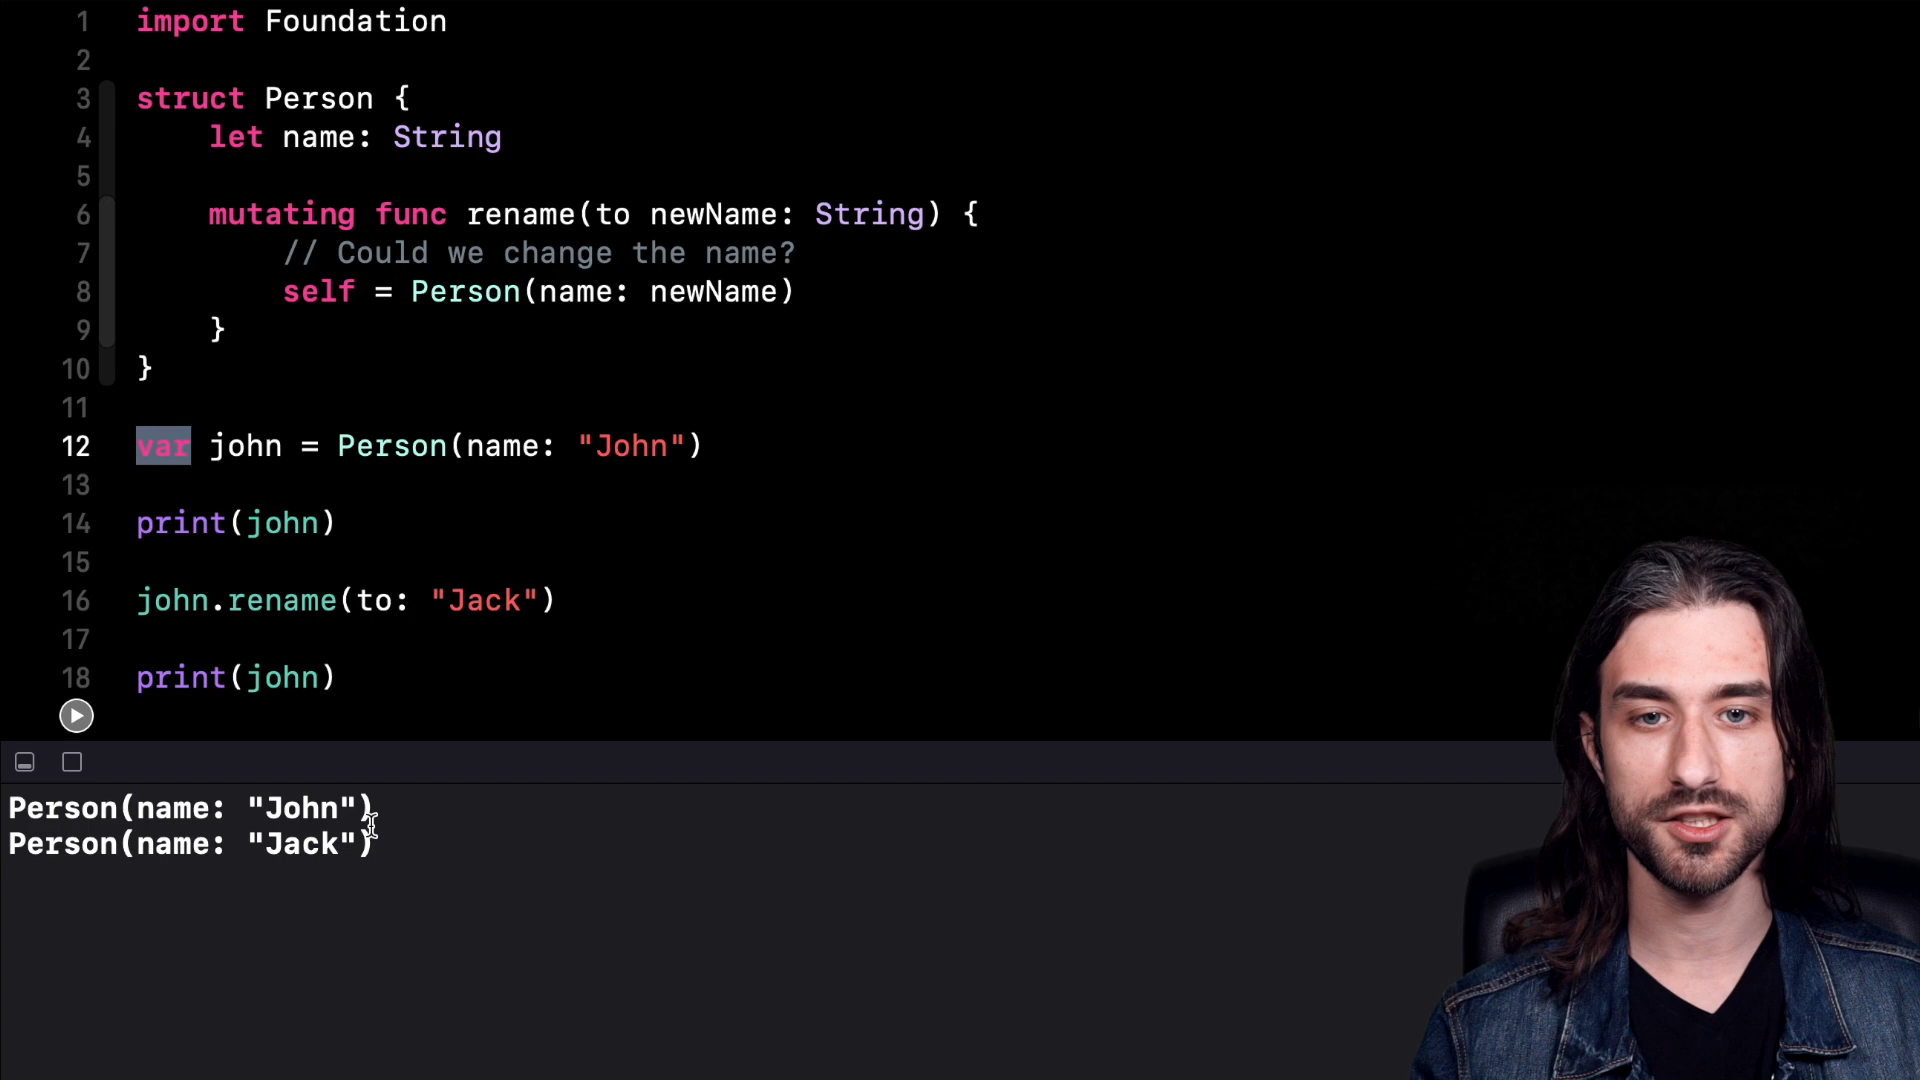 1 import Foundation
2
3 struct Person {
4 let name: String
5
6 mutating func rename(to newName: String) {
7 // Could we change the name?
8 self = Person(name: newName)
9 }
10 }
11
12 var john = Person(name: "John")
13
14 print(john)
15
16 john.rename(to: "Jack")
17
18 print(john)
Person(name: "John")
Person(name: "Jack")